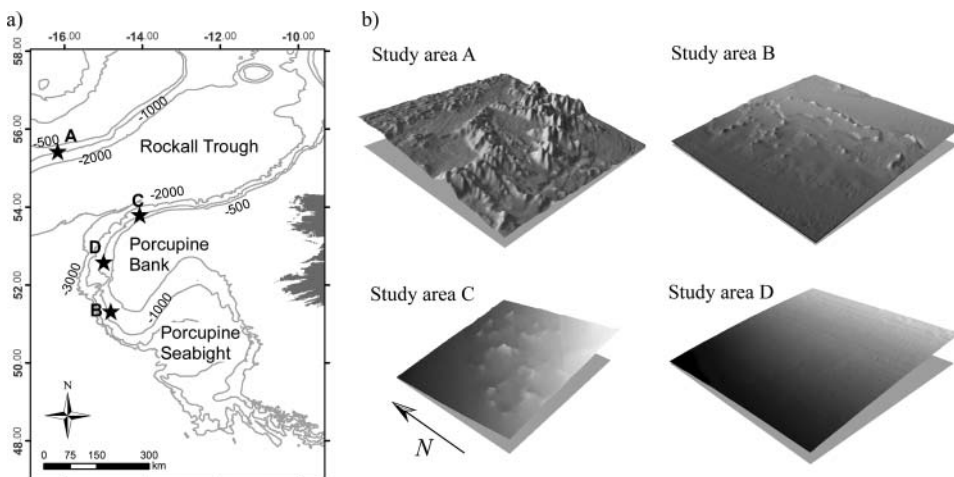 a)
-16.00 -14.00 -12.00 -10.00
58.00
56.00
54.00
52.00
50.00
48.00
-1000
-500
A
-2000
Rockall Trough
-2000
C
-500
D
Porcupine
Bank
-3000
B
-1000
Porcupine
Seabight
N
0 75 150 300
km
b)
Study area A
Study area B
Study area C
Study area D
N